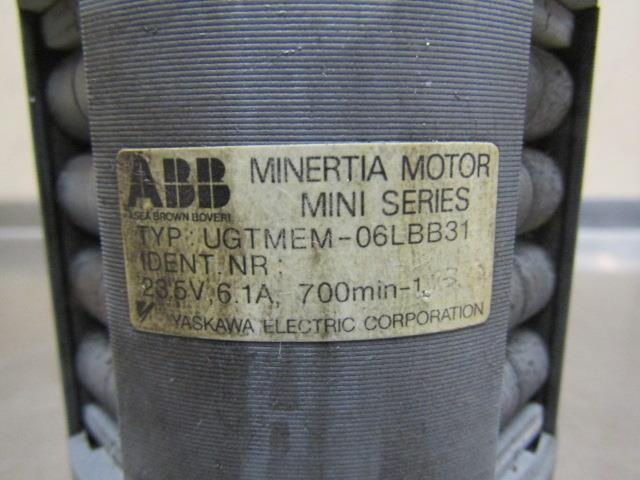 ABB MINERTIA MOTOR
ASEA BROWN BOVERI MINI SERIES
TYP: UGTMEM-06LBB31
IDENT. NR:
23.5V, 6.1A, 700min-1,
YASKAWA ELECTRIC CORPORATION